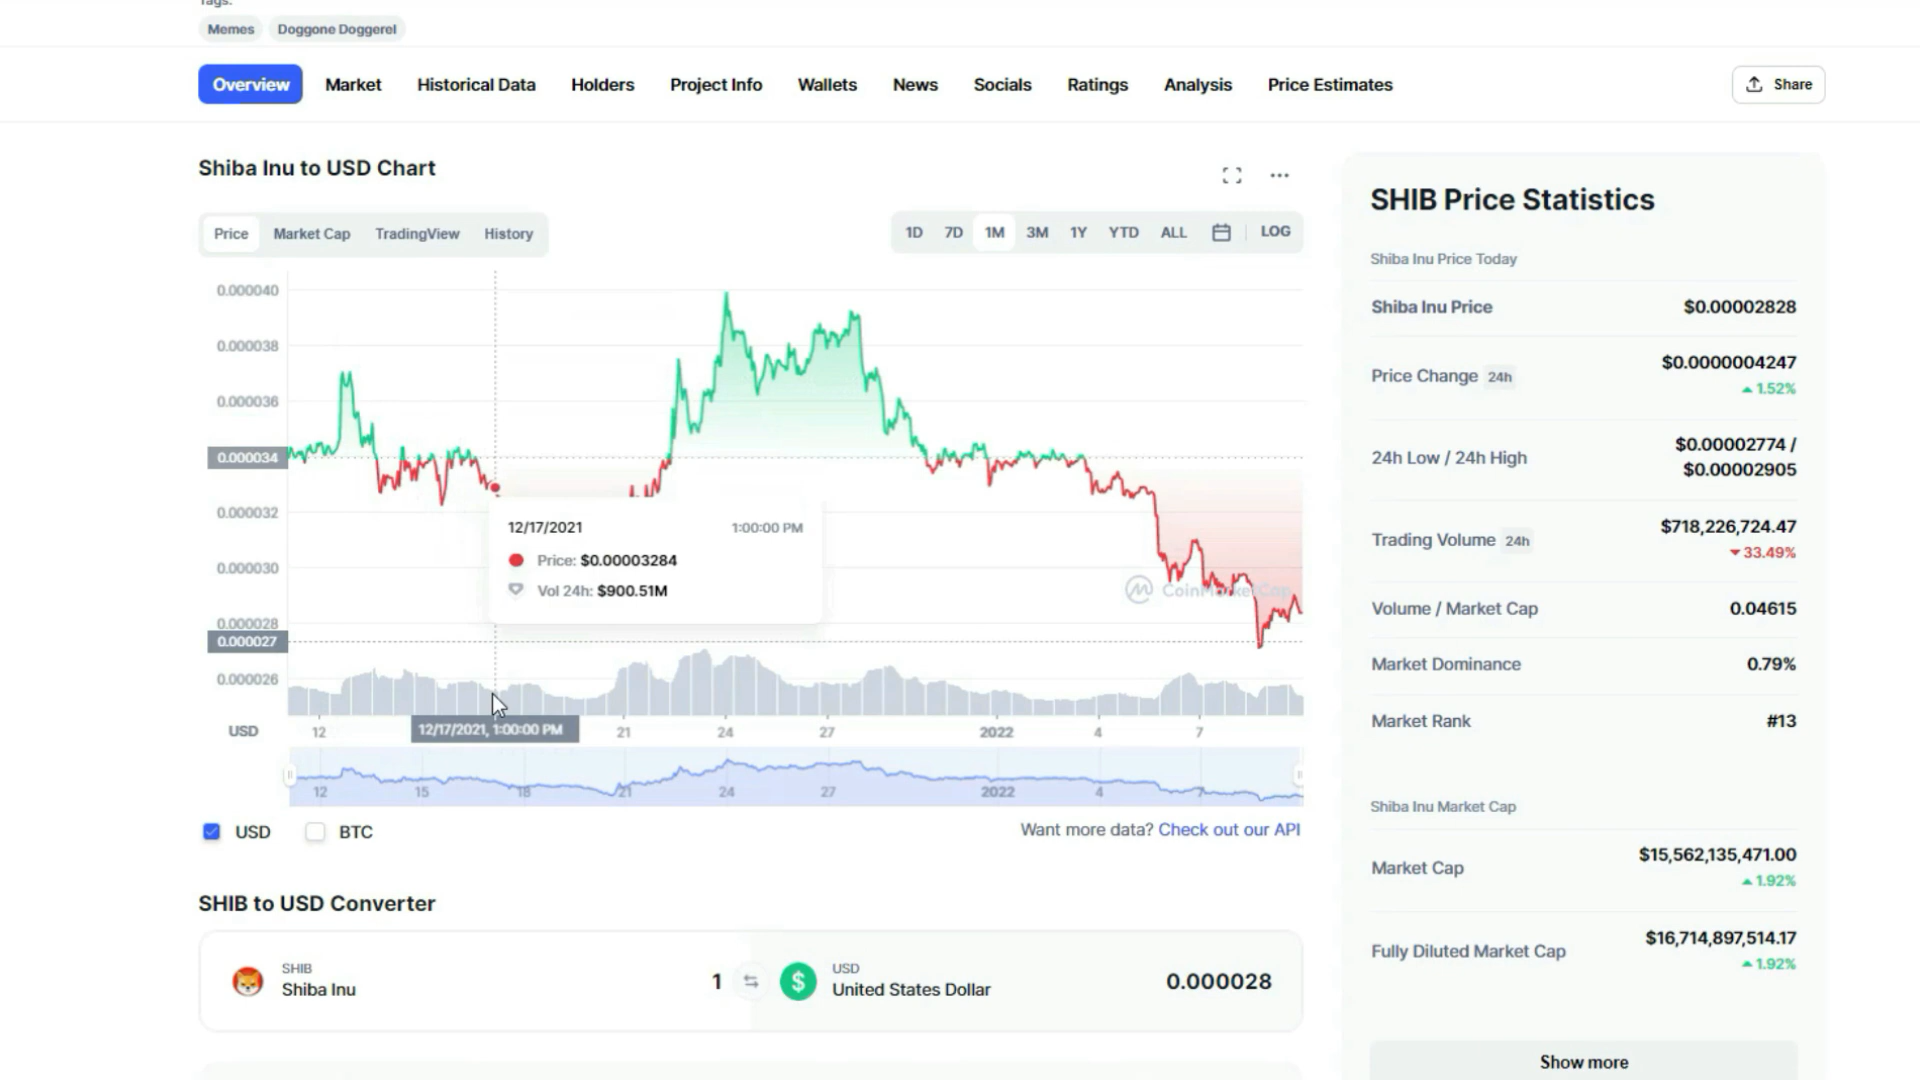 Tags:
Memes Doggone Doggerel
Overview Market Historical Data Holders Project Info Wallets News Socials Ratings Analysis Price Estimates Share
Shiba Inu to USD Chart
Price Market Cap TradingView History
1D 7D 1M 3M 1Y YTD ALL LOG
0.000040
0.000038
0.000036
0.000034
0.000032
0.000030
0.000028
0.000027
0.000026
12/17/2021 1:00:00 PM
Price: $0.00003284
Vol 24h: $900.51M
CoinMarketCap
USD 12 12/17/2021, 1:00:00 PM 21 24 27 2022 4 7
12 15 18 21 24 27 2022 4 7
USD BTC
Want more data? Check out our API
SHIB to USD Converter
SHIB
Shiba Inu
1
USD
United States Dollar
0.000028
SHIB Price Statistics
Shiba Inu Price Today
Shiba Inu Price $0.00002828
Price Change 24h $0.0000004247
1.52%
24h Low / 24h High $0.00002774 /
$0.00002905
Trading Volume 24h $718,226,724.47
33.49%
Volume / Market Cap 0.04615
Market Dominance 0.79%
Market Rank #13
Shiba Inu Market Cap
Market Cap $15,562,135,471.00
1.92%
Fully Diluted Market Cap $16,714,897,514.17
1.92%
Show more